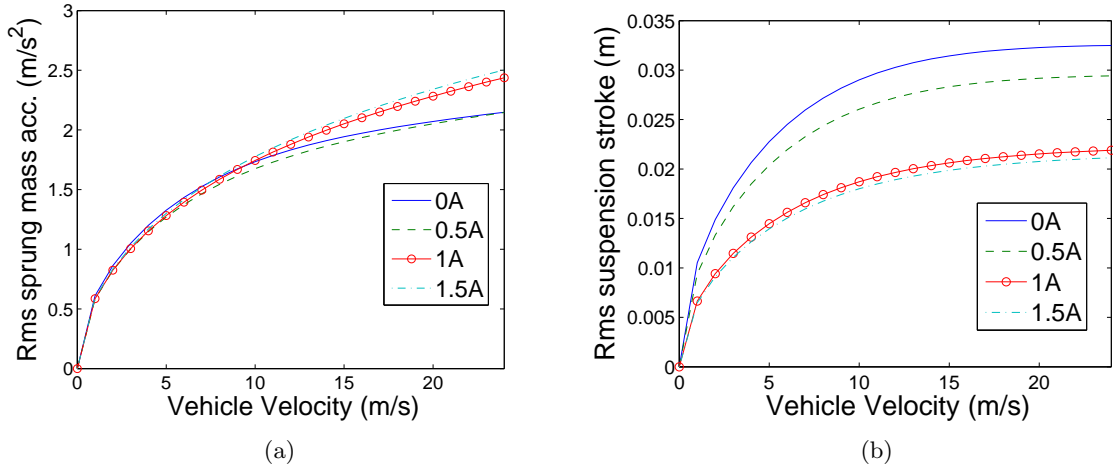 3
2.5
2
1.5
1
0.5
0
0 5 10 15 20
Rms sprung mass acc. (m/s²)
Vehicle Velocity (m/s)
0A
0.5A
1A
1.5A
(a)
0.035
0.03
0.025
0.02
0.015
0.01
0.005
0
0 5 10 15 20
Rms suspension stroke (m)
Vehicle Velocity (m/s)
0A
0.5A
1A
1.5A
(b)